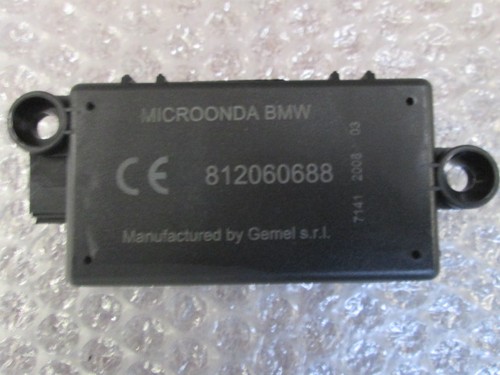 MICROONDA BMW
CE 812060688
Manufactured by Gemel s.r.l.
7141 2008 03